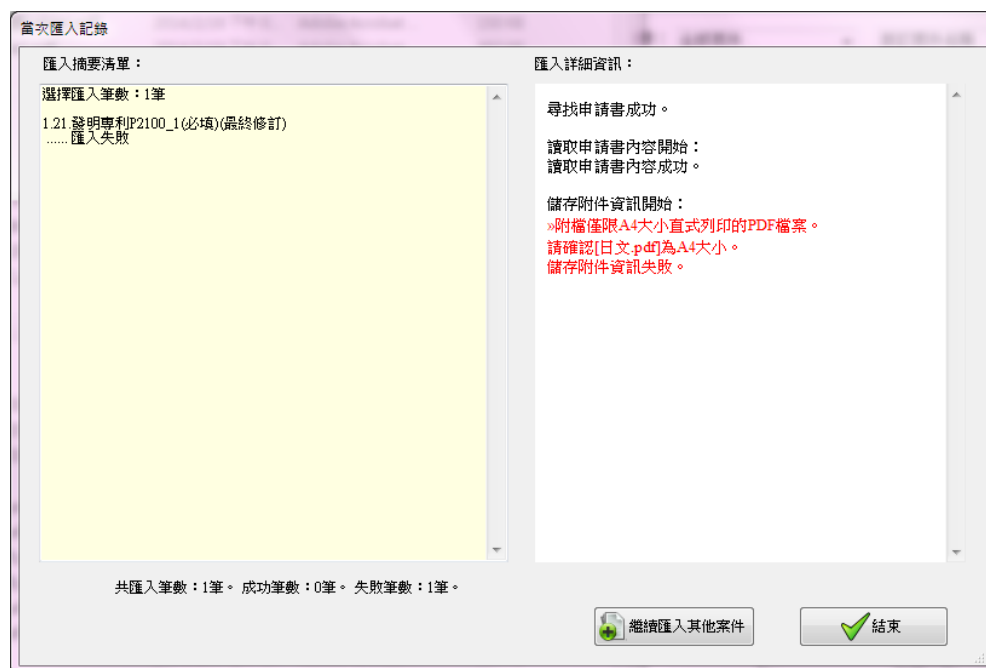 當次匯入記錄
匯入摘要清單：
選擇匯入筆數：1筆
1.21.發明專利P2100_1(必填)(最終修訂)
...... 匯入失敗
匯入詳細資訊：
尋找申請書成功。
讀取申請書內容開始：
讀取申請書內容成功。
儲存附件資訊開始：
»附檔僅限A4大小直式列印的PDF檔案。
請確認[日文.pdf]為A4大小。
儲存附件資訊失敗。
共匯入筆數：1筆。 成功筆數：0筆。 失敗筆數：1筆。
繼續匯入其他案件
結束